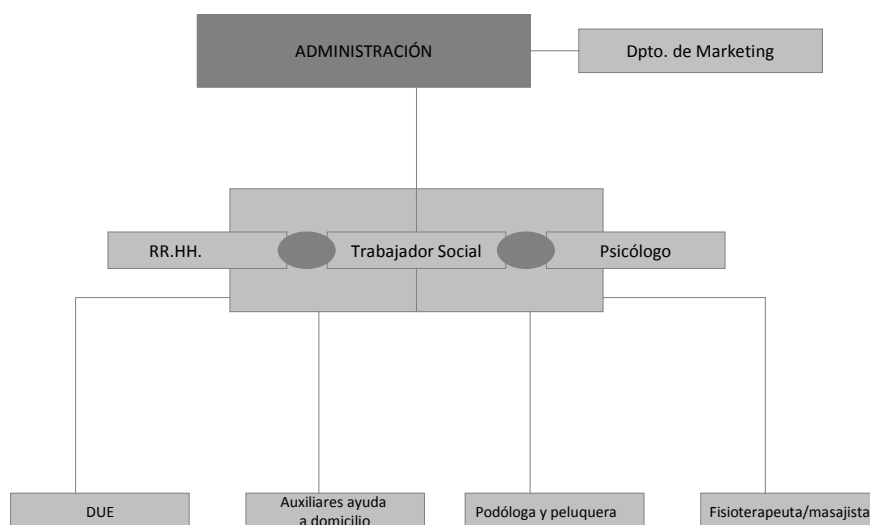 ADMINISTRACIÓN
Dpto. de Marketing
RR.HH.
Trabajador Social
Psicólogo
DUE
Auxiliares ayuda
a domicilio
Podóloga y peluquera
Fisioterapeuta/masajista